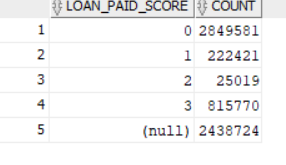 LOAN_PAID_SCORE COUNT
1 0 2849581
2 1 222421
3 2 25019
4 3 815770
5 (null) 2438724